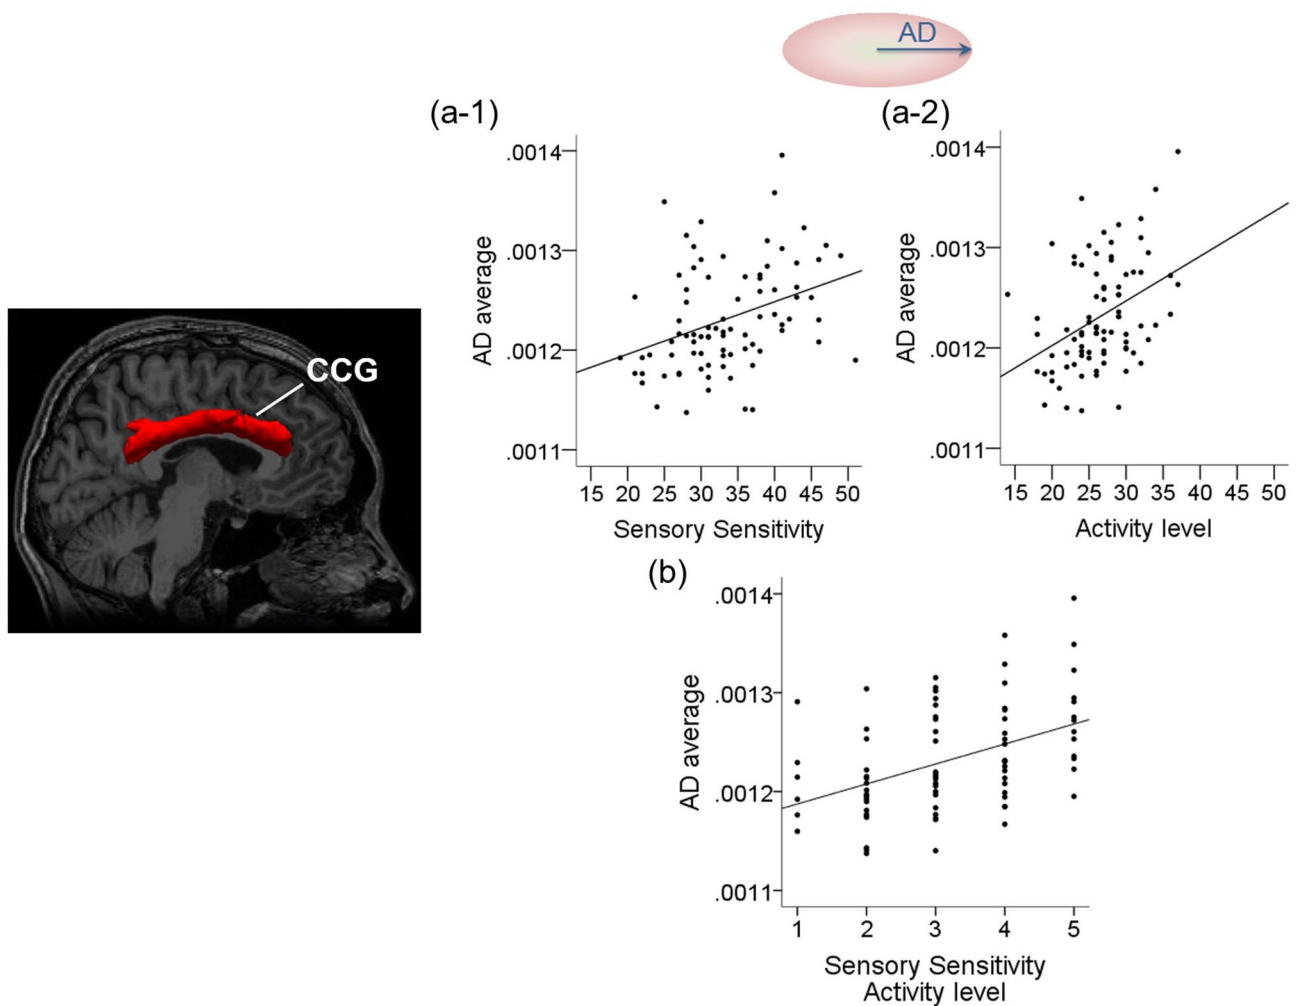 AD
(a-1)
(a-2)
CCG
AD average
.0014
.0013
.0012
.0011
15 20 25 30 35 40 45 50
Sensory Sensitivity
AD average
.0014
.0013
.0012
.0011
15 20 25 30 35 40 45 50
Activity level
(b)
AD average
.0014
.0013
.0012
.0011
1 2 3 4 5
Sensory Sensitivity
Activity level